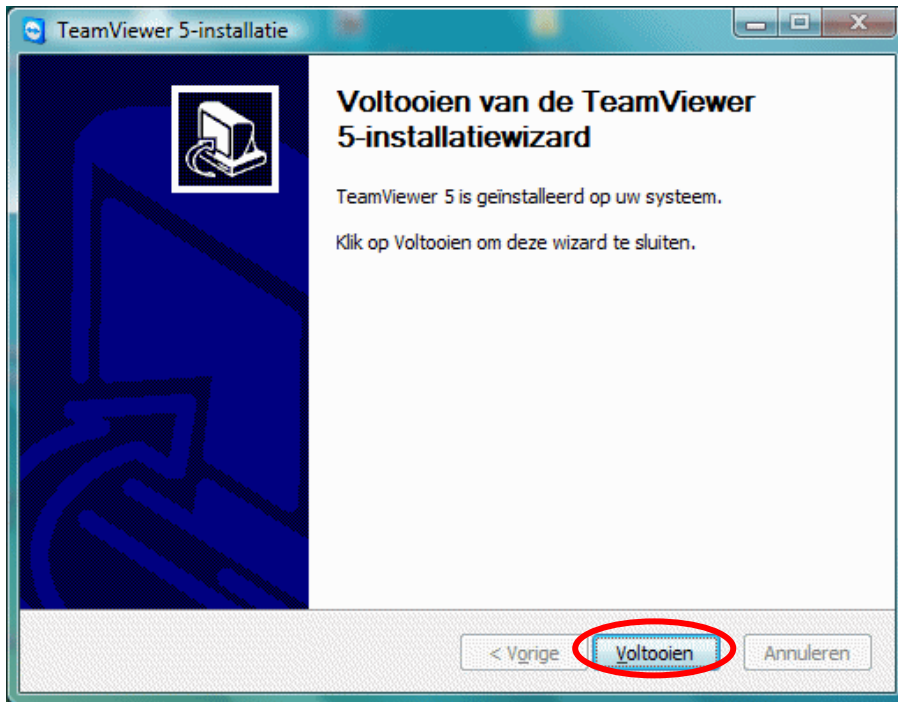 TeamViewer 5-installatie
Voltooien van de TeamViewer
5-installatiewizard
TeamViewer 5 is geïnstalleerd op uw systeem.
Klik op Voltooien om deze wizard te sluiten.
< Vorige
Voltooien
Annuleren